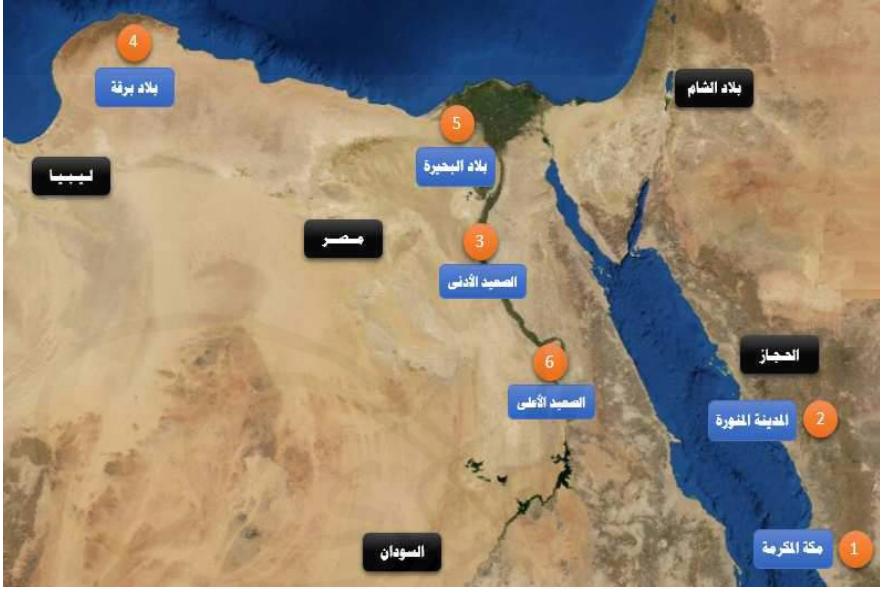 4
بلاد برقة
بلاد الشام
5
بلاد البحيرة
ليبيا
مصر
3
الصعيد الأدنى
الحجاز
6
الصعيد الأعلى
2
المدينة المنورة
1
مكة المكرمة
السودان